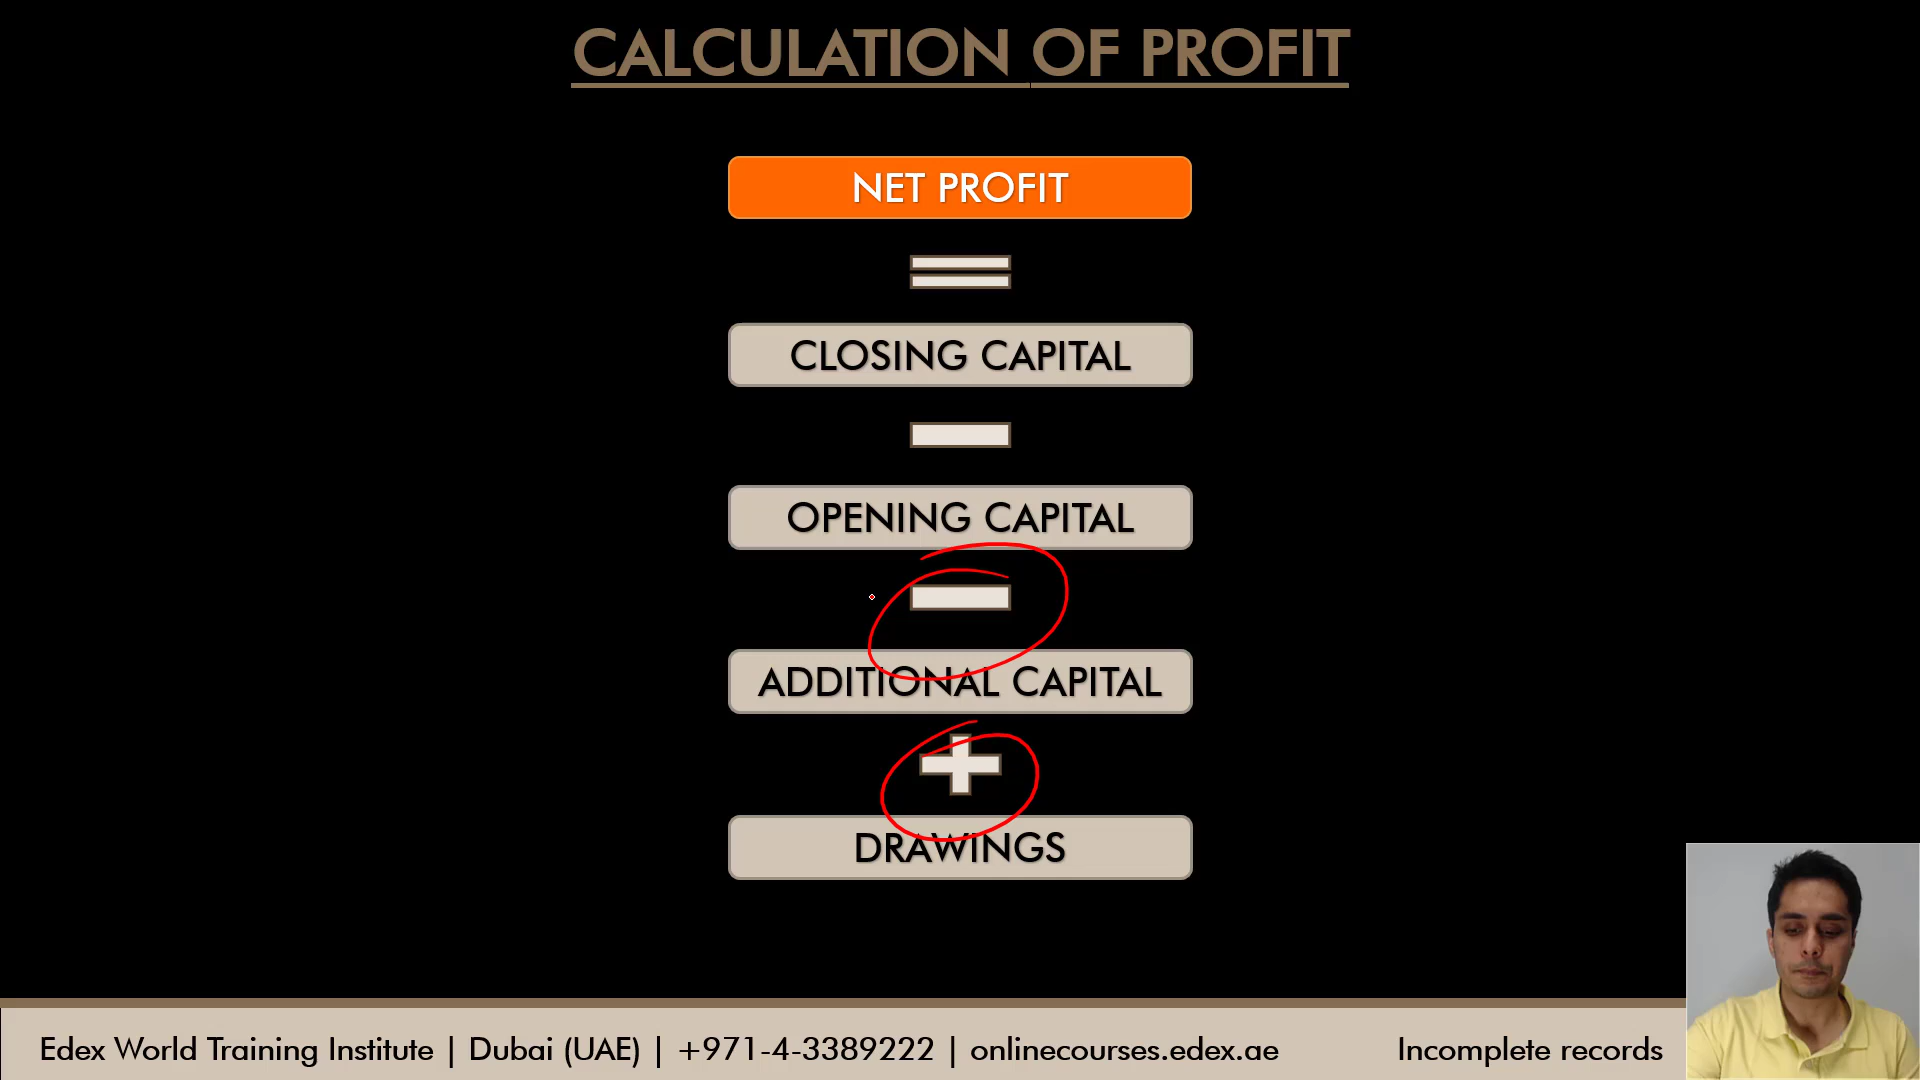 CALCULATION OF PROFIT
NET PROFIT
=
CLOSING CAPITAL
-
OPENING CAPITAL
-
ADDITIONAL CAPITAL
+
DRAWINGS
Edex World Training Institute | Dubai (UAE) | +971-4-3389222 | onlinecourses.edex.ae
Incomplete records